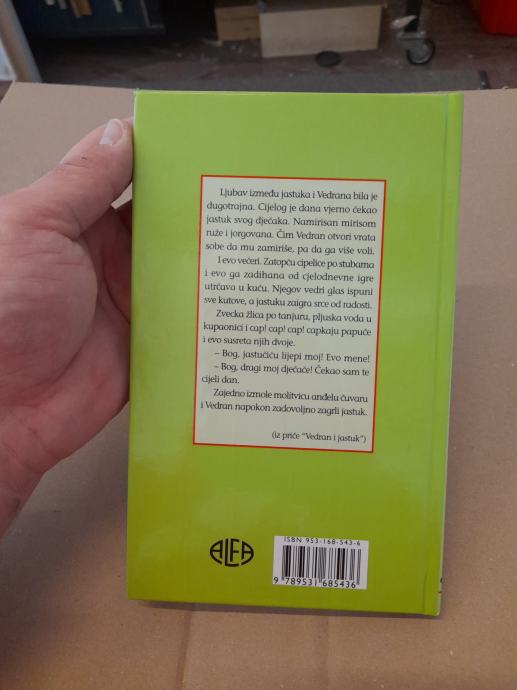 Ljubav između jastuka i Vedrana bila je
dugotrajna. Cijelog je dana vjerno čekao
jastuk svog dječaka. Namirisan mirisom
ruže i jorgovana. Čim Vedran otvori vrata
sobe da mu zamiriše, pa da ga više voli.
I evo večeri. Zatopću cipelice po stubama
i evo ga zadihana od cjelodnevne igre
utrčava u kuću. Njegov vedri glas ispuni
sve kutove, a jastuku zaigra srce od radosti.
Zvecka žlica po tanjuru, pljuska voda u
kupaonici i cap! cap! cap! capkaju papuče
i evo susreta njih dvoje.
– Bog, jastučiću lijepi moj! Evo mene!
– Bog, dragi moj dječače! Čekao sam te
cijeli dan.
Zajedno izmole molitvicu anđelu čuvaru
i Vedran napokon zadovoljno zagrli jastuk.
(iz priče "Vedran i jastuk")
ALFA
ISBN 953-168-543-6
9 789531 685436